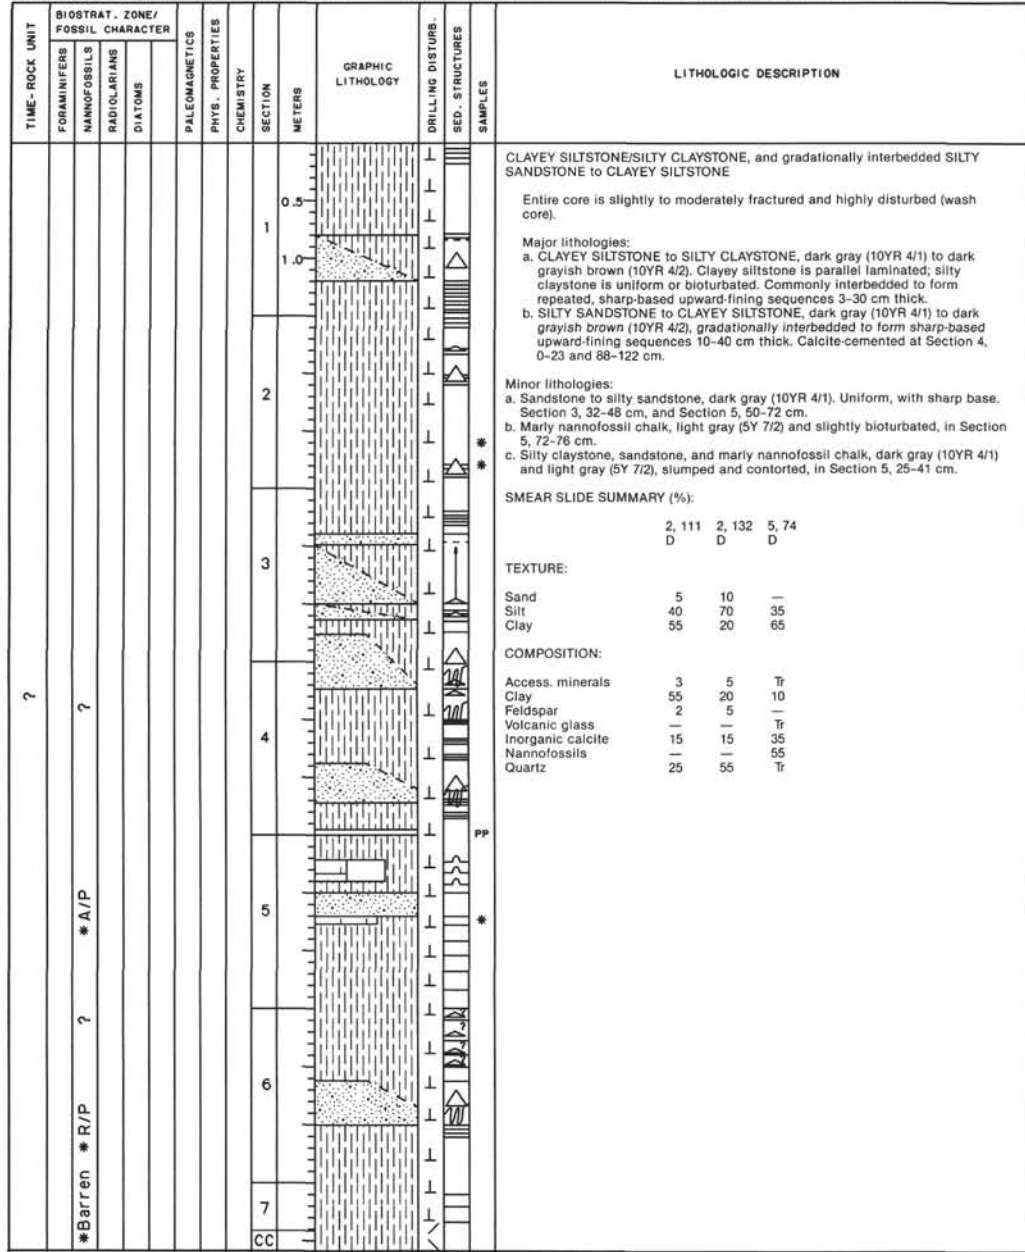 TIME-ROCK UNIT
BIOSTRAT. ZONE/
FOSSIL CHARACTER
FORAMINIFERS
NANNOFOSSILS
RADIOLARIANS
DIATOMS
PALEOMAGNETICS
PHYS. PROPERTIES
CHEMISTRY
SECTION
METERS
GRAPHIC
LITHOLOGY
DRILLING DISTURB.
SED. STRUCTURES
SAMPLES
LITHOLOGIC DESCRIPTION
?
?
*A/P
?
*R/P
*Barren
1
0.5
1.0
2
*
*
3
4
PP
5
*
?
?
?
6
7
CC
CLAYEY SILTSTONE/SILTY CLAYSTONE, and gradationally interbedded SILTY
SANDSTONE to CLAYEY SILTSTONE
Entire core is slightly to moderately fractured and highly disturbed (wash
core).
Major lithologies:
a. CLAYEY SILTSTONE to SILTY CLAYSTONE, dark gray (10YR 4/1) to dark
grayish brown (10YR 4/2). Clayey siltstone is parallel laminated; silty
claystone is uniform or bioturbated. Commonly interbedded to form
repeated, sharp-based upward-fining sequences 3–30 cm thick.
b. SILTY SANDSTONE to CLAYEY SILTSTONE, dark gray (10YR 4/1) to dark
grayish brown (10YR 4/2), gradationally interbedded to form sharp-based
upward-fining sequences 10–40 cm thick. Calcite-cemented at Section 4,
0–23 and 88–122 cm.
Minor lithologies:
a. Sandstone to silty sandstone, dark gray (10YR 4/1). Uniform, with sharp base.
Section 3, 32–48 cm, and Section 5, 50–72 cm.
b. Marly nannofossil chalk, light gray (5Y 7/2) and slightly bioturbated, in Section
5, 72–76 cm.
c. Silty claystone, sandstone, and marly nannofossil chalk, dark gray (10YR 4/1)
and light gray (5Y 7/2), slumped and contorted, in Section 5, 25–41 cm.
SMEAR SLIDE SUMMARY (%):
2, 111 2, 132 5, 74
D D D
TEXTURE:
Sand 5 10 —
Silt 40 70 35
Clay 55 20 65
COMPOSITION:
Access. minerals 3 5 Tr
Clay 55 20 10
Feldspar 2 5 —
Volcanic glass — — Tr
Inorganic calcite 15 15 35
Nannofossils — — 55
Quartz 25 55 Tr